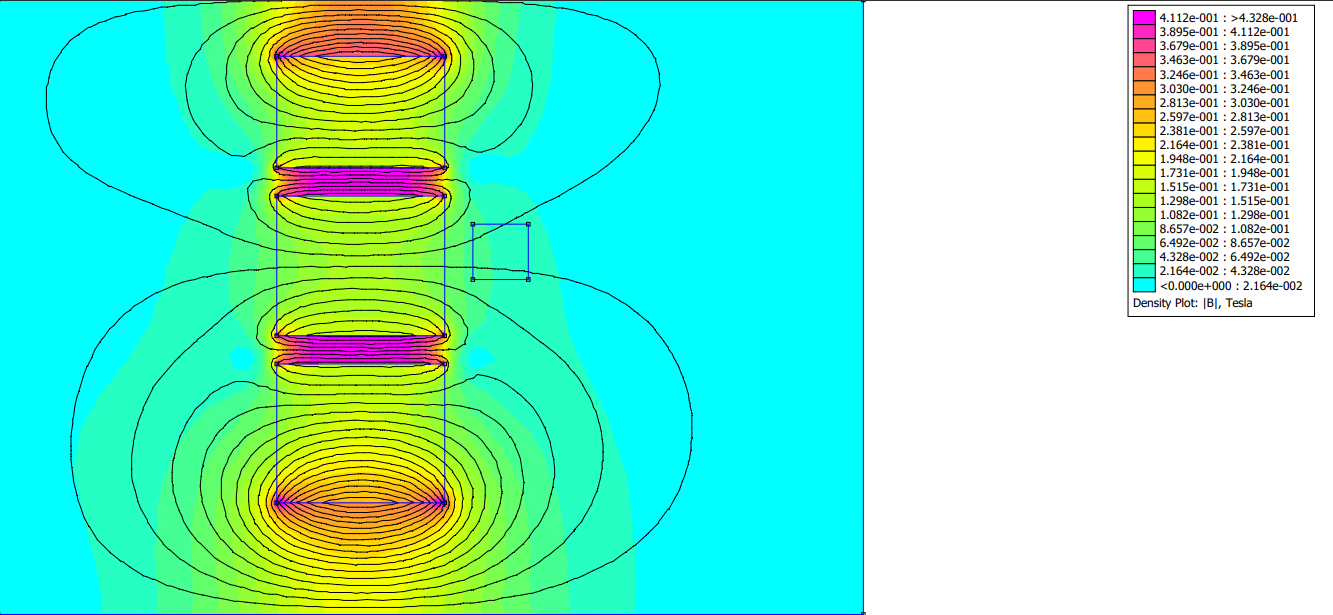 4.112e-001 : >4.328e-001
3.895e-001 : 4.112e-001
3.679e-001 : 3.895e-001
3.463e-001 : 3.679e-001
3.246e-001 : 3.463e-001
3.030e-001 : 3.246e-001
2.813e-001 : 3.030e-001
2.597e-001 : 2.813e-001
2.381e-001 : 2.597e-001
2.164e-001 : 2.381e-001
1.948e-001 : 2.164e-001
1.731e-001 : 1.948e-001
1.515e-001 : 1.731e-001
1.298e-001 : 1.515e-001
1.082e-001 : 1.298e-001
8.657e-002 : 1.082e-001
6.492e-002 : 8.657e-002
4.328e-002 : 6.492e-002
2.164e-002 : 4.328e-002
<0.000e+000 : 2.164e-002
Density Plot: |B|, Tesla